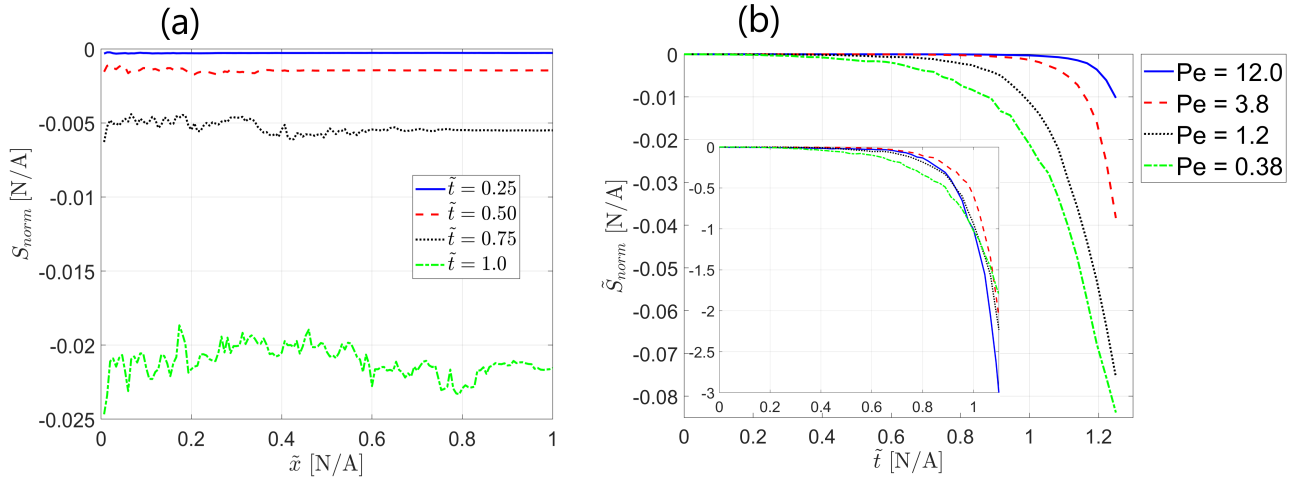 (a)
0
-0.005
-0.01
-0.015
-0.02
-0.025
0
0.2
0.4
0.6
0.8
1
S_norm [N/A]
x̃ [N/A]
t̃ = 0.25
t̃ = 0.50
t̃ = 0.75
t̃ = 1.0
(b)
0
-0.01
-0.02
-0.03
-0.04
-0.05
-0.06
-0.07
-0.08
0
0.2
0.4
0.6
0.8
1
1.2
S̃_norm [N/A]
t̃ [N/A]
0
-0.5
-1
-1.5
-2
-2.5
-3
0
0.2
0.4
0.6
0.8
1
Pe = 12.0
Pe = 3.8
Pe = 1.2
Pe = 0.38